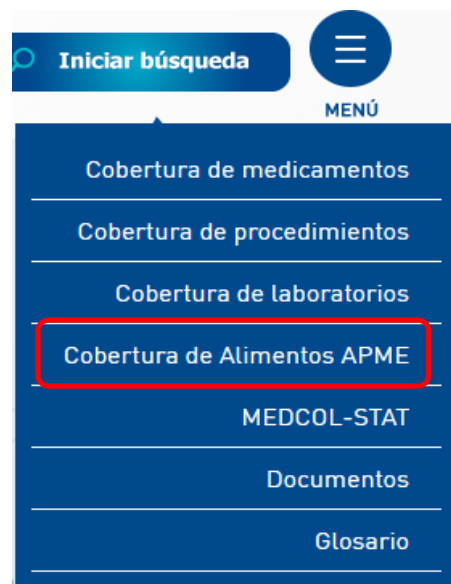 Iniciar búsqueda
MENÚ
Cobertura de medicamentos
Cobertura de procedimientos
Cobertura de laboratorios
Cobertura de Alimentos APME
MEDCOL-STAT
Documentos
Glosario